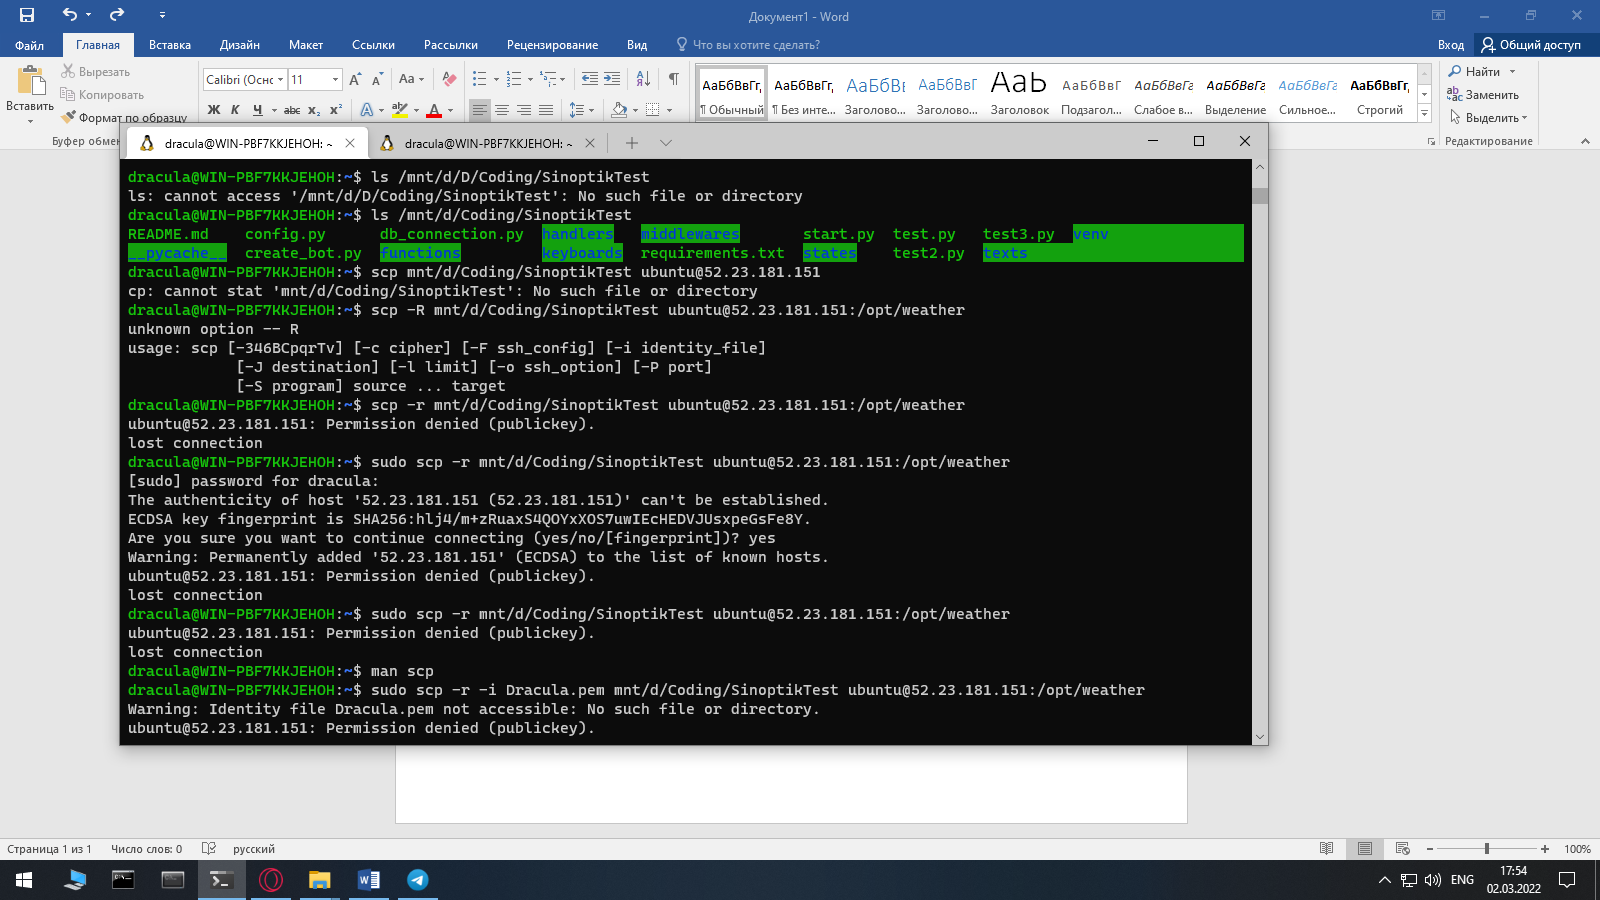 Документ1 - Word
Файл
Главная
Вставка
Дизайн
Макет
Ссылки
Рассылки
Рецензирование
Вид
Что вы хотите сделать?
Вход
Общий доступ
Вставить
Вырезать
Копировать
Формат по образцу
Буфер обмен
Calibri (Оснс
11
Aa
Ж К Ч abc x₂ x²
АаБбВвГг, АаБбВвГг, АаБбВв АаБбВвГ АаБ АаБбВвГ АаБбВвГг АаБбВвГг АаБбВвГг АаБбВвГг,
¶ Обычный ¶ Без инте... Заголово... Заголово... Заголовок Подзагол... Слабое в... Выделение Сильное... Строгий
Найти
Заменить
Выделить
Редактирование
dracula@WIN-PBF7KKJEHOH: ~
dracula@WIN-PBF7KKJEHOH: ~
dracula@WIN-PBF7KKJEHOH:~$ ls /mnt/d/D/Coding/SinoptikTest
ls: cannot access '/mnt/d/D/Coding/SinoptikTest': No such file or directory
dracula@WIN-PBF7KKJEHOH:~$ ls /mnt/d/Coding/SinoptikTest
README.md config.py db_connection.py handlers middlewares start.py test.py test3.py venv
__pycache__ create_bot.py functions keyboards requirements.txt states test2.py texts
dracula@WIN-PBF7KKJEHOH:~$ scp mnt/d/Coding/SinoptikTest ubuntu@52.23.181.151
cp: cannot stat 'mnt/d/Coding/SinoptikTest': No such file or directory
dracula@WIN-PBF7KKJEHOH:~$ scp -R mnt/d/Coding/SinoptikTest ubuntu@52.23.181.151:/opt/weather
unknown option -- R
usage: scp [-346BCpqrTv] [-c cipher] [-F ssh_config] [-i identity_file]
[-J destination] [-l limit] [-o ssh_option] [-P port]
[-S program] source ... target
dracula@WIN-PBF7KKJEHOH:~$ scp -r mnt/d/Coding/SinoptikTest ubuntu@52.23.181.151:/opt/weather
ubuntu@52.23.181.151: Permission denied (publickey).
lost connection
dracula@WIN-PBF7KKJEHOH:~$ sudo scp -r mnt/d/Coding/SinoptikTest ubuntu@52.23.181.151:/opt/weather
[sudo] password for dracula:
The authenticity of host '52.23.181.151 (52.23.181.151)' can't be established.
ECDSA key fingerprint is SHA256:hlj4/m+zRuaxS4QOYxXOS7uwIEcHEDVJUsxpeGsFe8Y.
Are you sure you want to continue connecting (yes/no/[fingerprint])? yes
Warning: Permanently added '52.23.181.151' (ECDSA) to the list of known hosts.
ubuntu@52.23.181.151: Permission denied (publickey).
lost connection
dracula@WIN-PBF7KKJEHOH:~$ sudo scp -r mnt/d/Coding/SinoptikTest ubuntu@52.23.181.151:/opt/weather
ubuntu@52.23.181.151: Permission denied (publickey).
lost connection
dracula@WIN-PBF7KKJEHOH:~$ man scp
dracula@WIN-PBF7KKJEHOH:~$ sudo scp -r -i Dracula.pem mnt/d/Coding/SinoptikTest ubuntu@52.23.181.151:/opt/weather
Warning: Identity file Dracula.pem not accessible: No such file or directory.
ubuntu@52.23.181.151: Permission denied (publickey).
Страница 1 из 1
Число слов: 0
русский
100%
ENG
17:54
02.03.2022